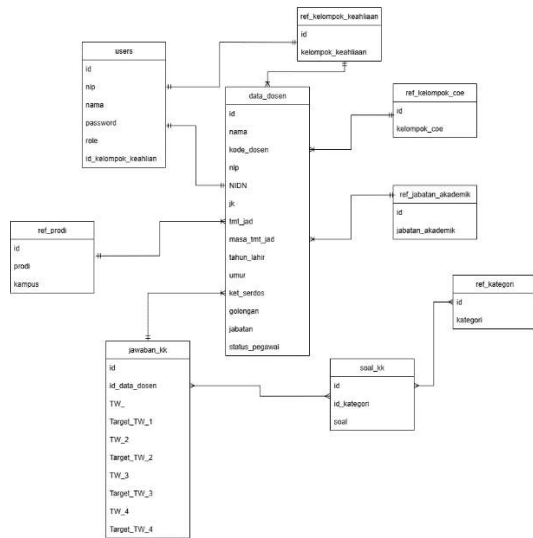 ref_kelompok_keahliaan
id
kelompok_keahliaan
users
id
nip
nama
password
role
id_kelompok_keahlian
data_dosen
id
nama
kode_dosen
nip
NIDN
jk
tmt_jad
masa_tmt_jad
tahun_lahir
umur
ket_serdos
golongan
jabatan
status_pegawai
ref_kelompok_coe
id
kelompok_coe
ref_jabatan_akademik
id
jabatan_akademik
ref_prodi
id
prodi
kampus
ref_kategori
id
kategori
jawaban_kk
id
id_data_dosen
TW_
Target_TW_1
TW_2
Target_TW_2
TW_3
Target_TW_3
TW_4
Target_TW_4
soal_kk
id
id_kategori
soal